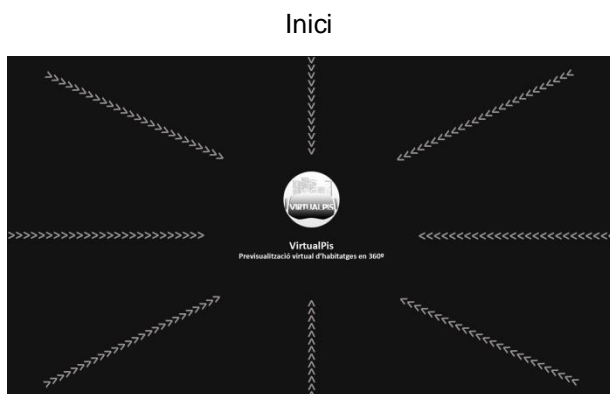 Inici
VIRTUALPIS
VirtualPis
Previsualització virtual d'habitatges en 360º